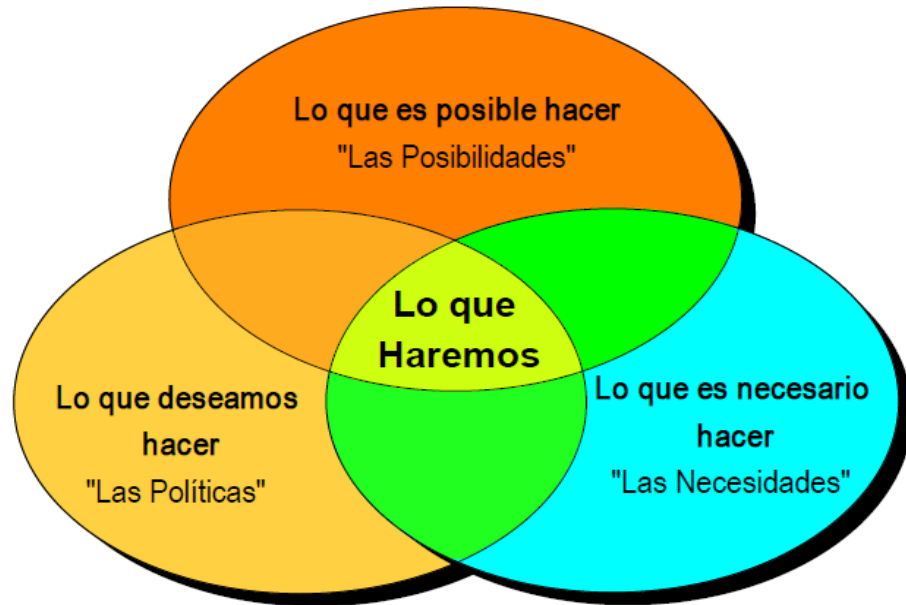 Lo que es posible hacer
"Las Posibilidades"
Lo que
Haremos
Lo que deseamos
hacer
"Las Políticas"
Lo que es necesario
hacer
"Las Necesidades"